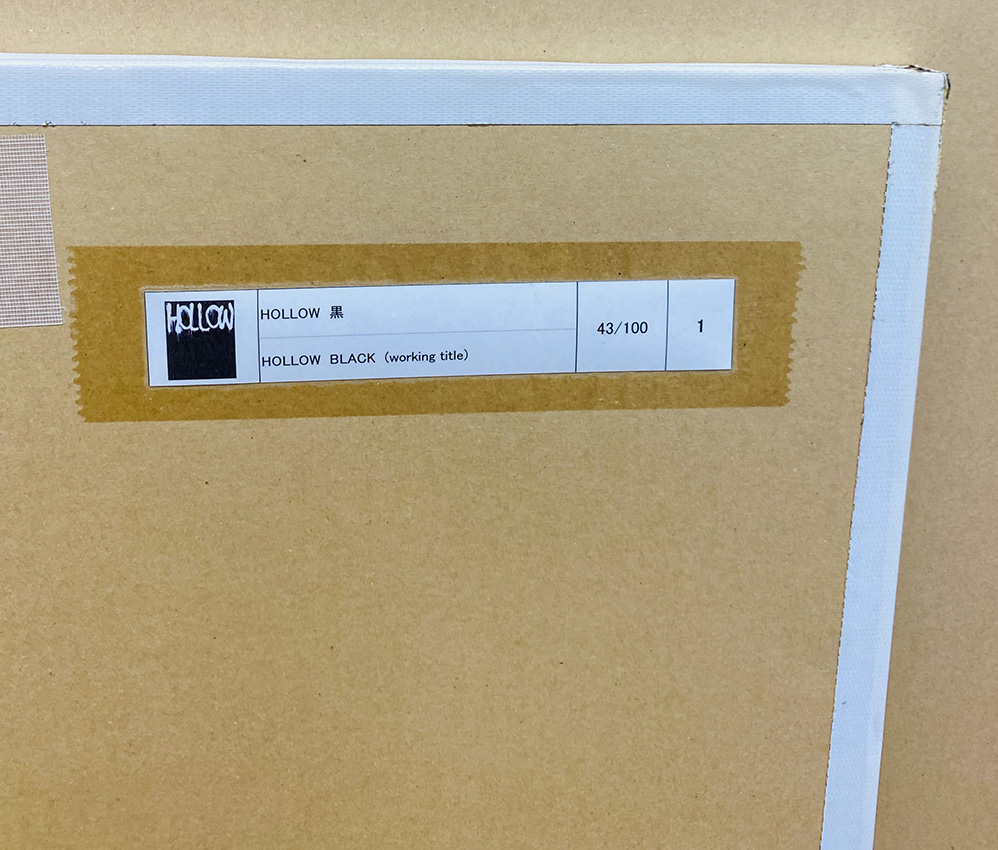 HOLLOW
HOLLOW 黒
HOLLOW BLACK (working title)
43/100
1